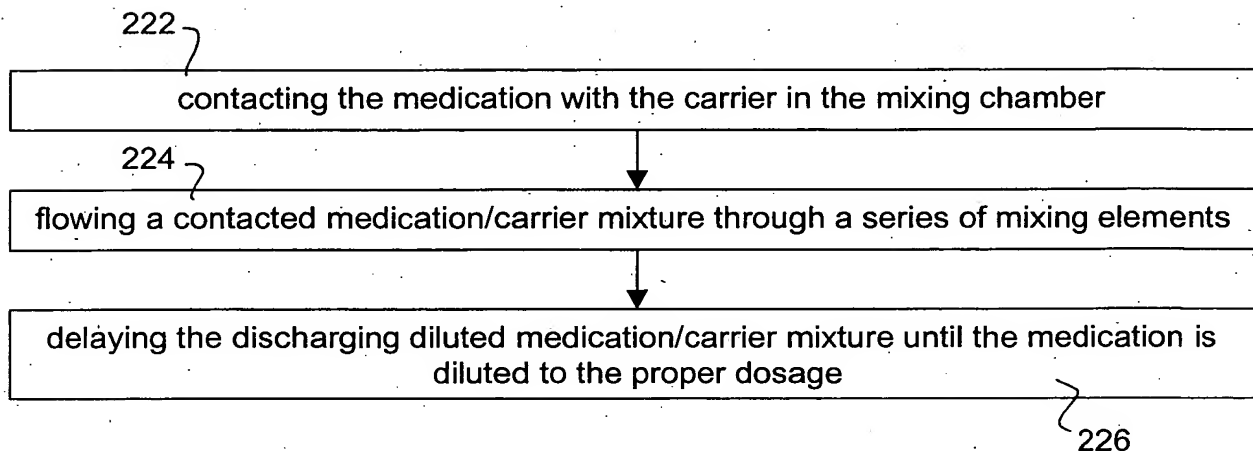 222
contacting the medication with the carrier in the mixing chamber
224
flowing a contacted medication/carrier mixture through a series of mixing elements
delaying the discharging diluted medication/carrier mixture until the medication is
diluted to the proper dosage
226